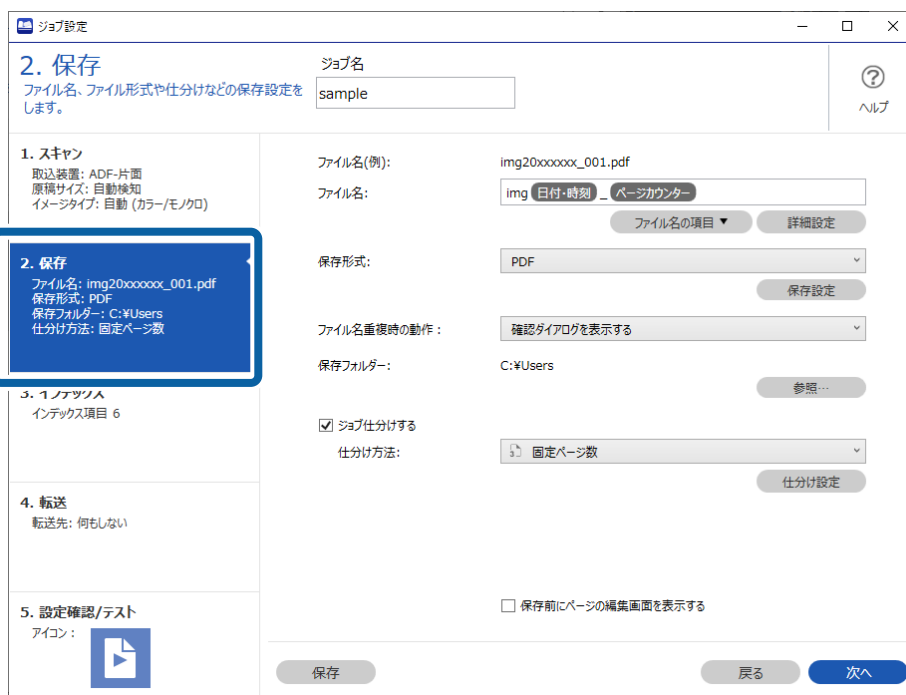 ジョブ設定
2. 保存
ファイル名、ファイル形式や仕分けなどの保存設定を
します。
ジョブ名
sample
ヘルプ
1. スキャン
取込装置: ADF-片面
原稿サイズ: 自動検知
イメージタイプ: 自動 (カラー/モノクロ)
2. 保存
ファイル名: img20xxxxxx_001.pdf
保存形式: PDF
保存フォルダー: C:¥Users
仕分け方法: 固定ページ数
3. インデックス
インデックス項目 6
4. 転送
転送先: 何もしない
5. 設定確認/テスト
アイコン :
ファイル名(例): img20xxxxxx_001.pdf
ファイル名: img 日付・時刻 _ ページカウンター
ファイル名の項目 ▼ 詳細設定
保存形式: PDF
保存設定
ファイル名重複時の動作 : 確認ダイアログを表示する
保存フォルダー: C:¥Users
参照…
ジョブ仕分けする
仕分け方法: 固定ページ数
仕分け設定
保存前にページの編集画面を表示する
保存 戻る 次へ